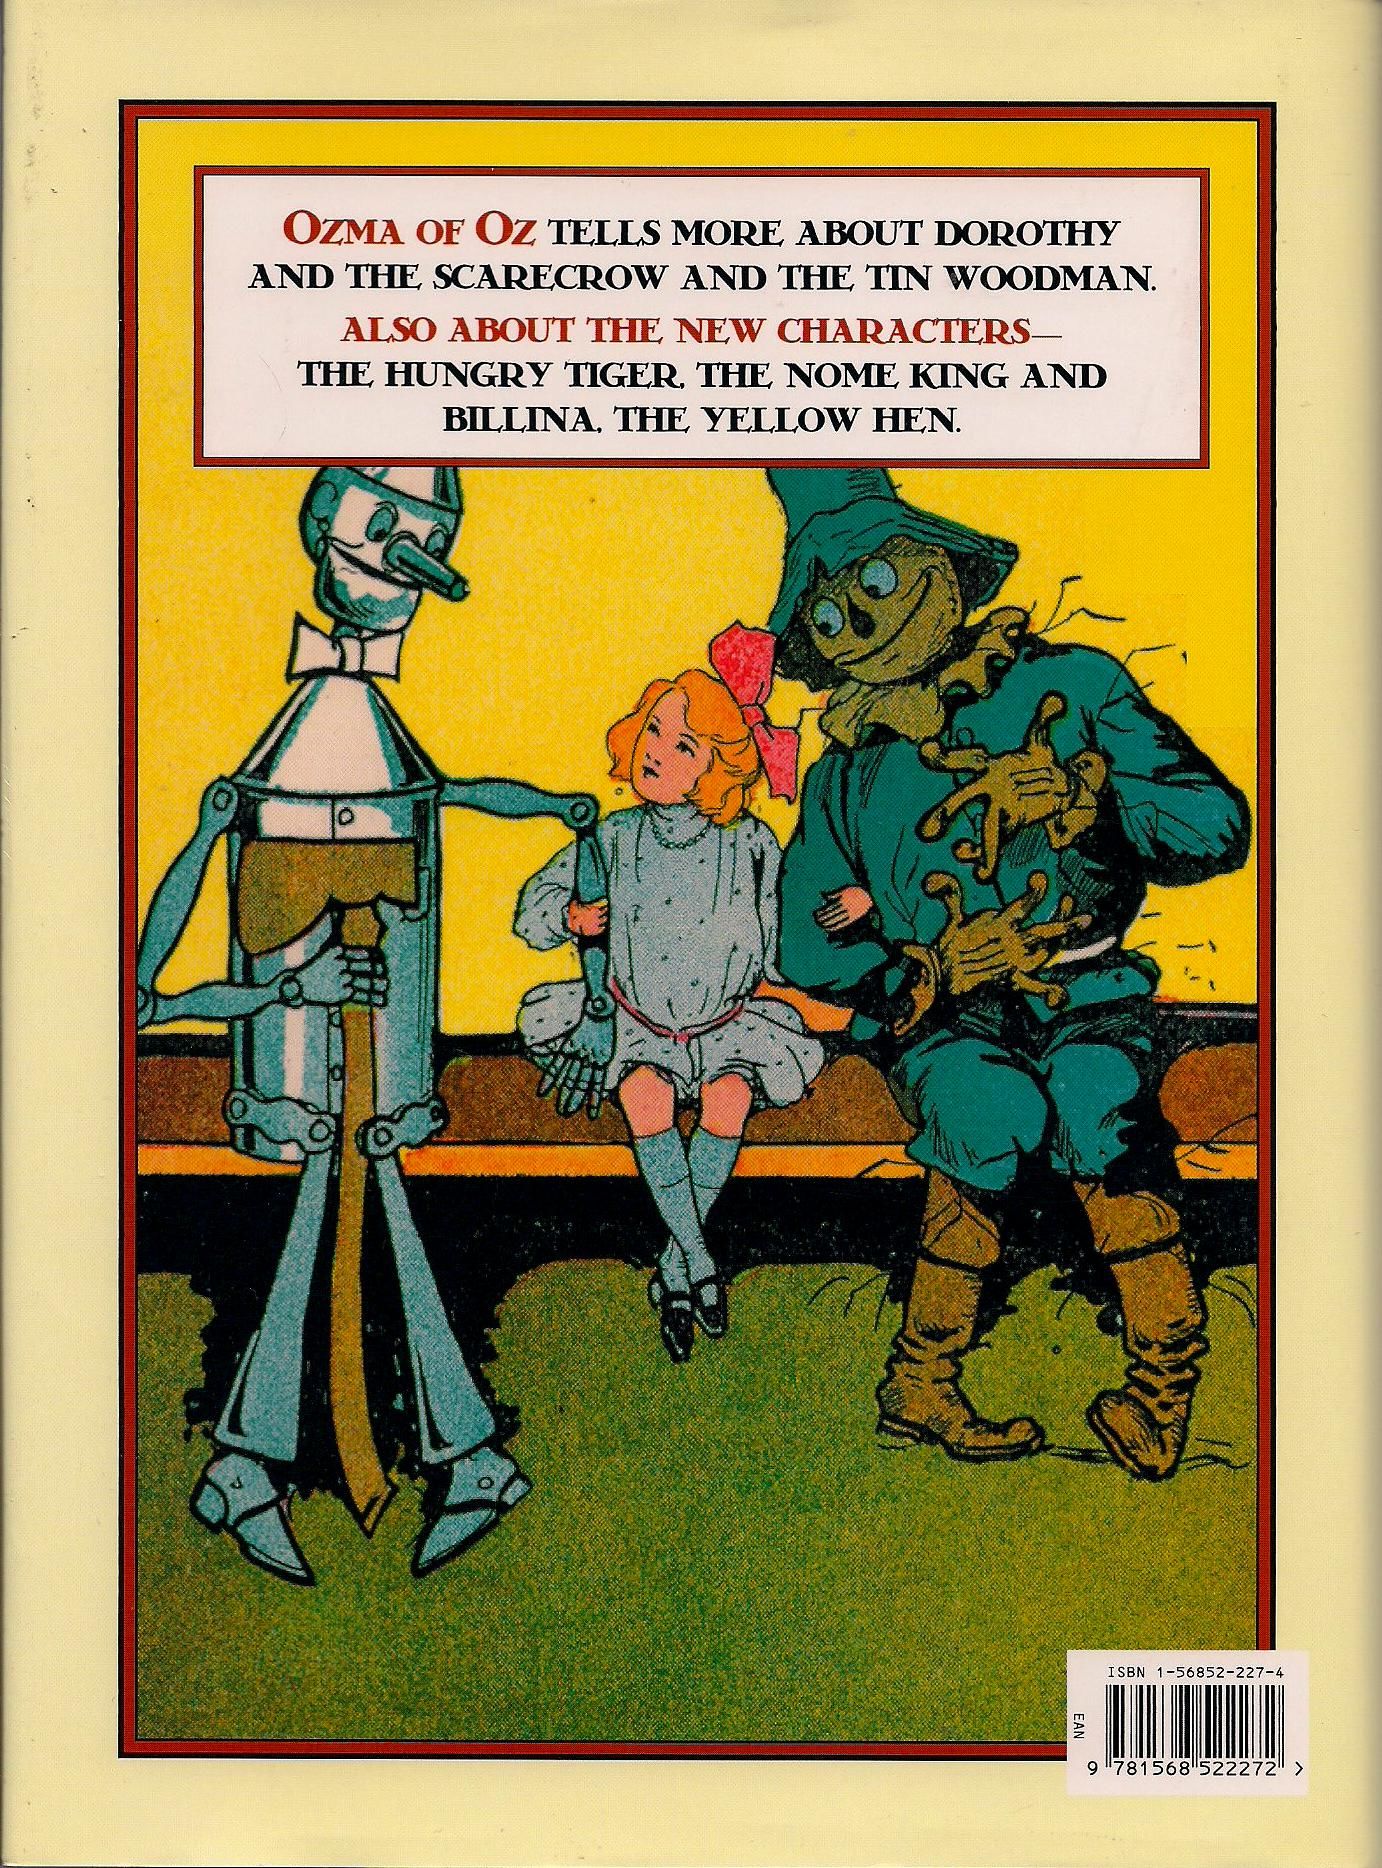 OZMA OF OZ TELLS MORE ABOUT DOROTHY
AND THE SCARECROW AND THE TIN WOODMAN.
ALSO ABOUT THE NEW CHARACTERS—
THE HUNGRY TIGER, THE NOME KING AND
BILLINA, THE YELLOW HEN.
ISBN 1-56852-227-4
EAN
9 781568 522272 >